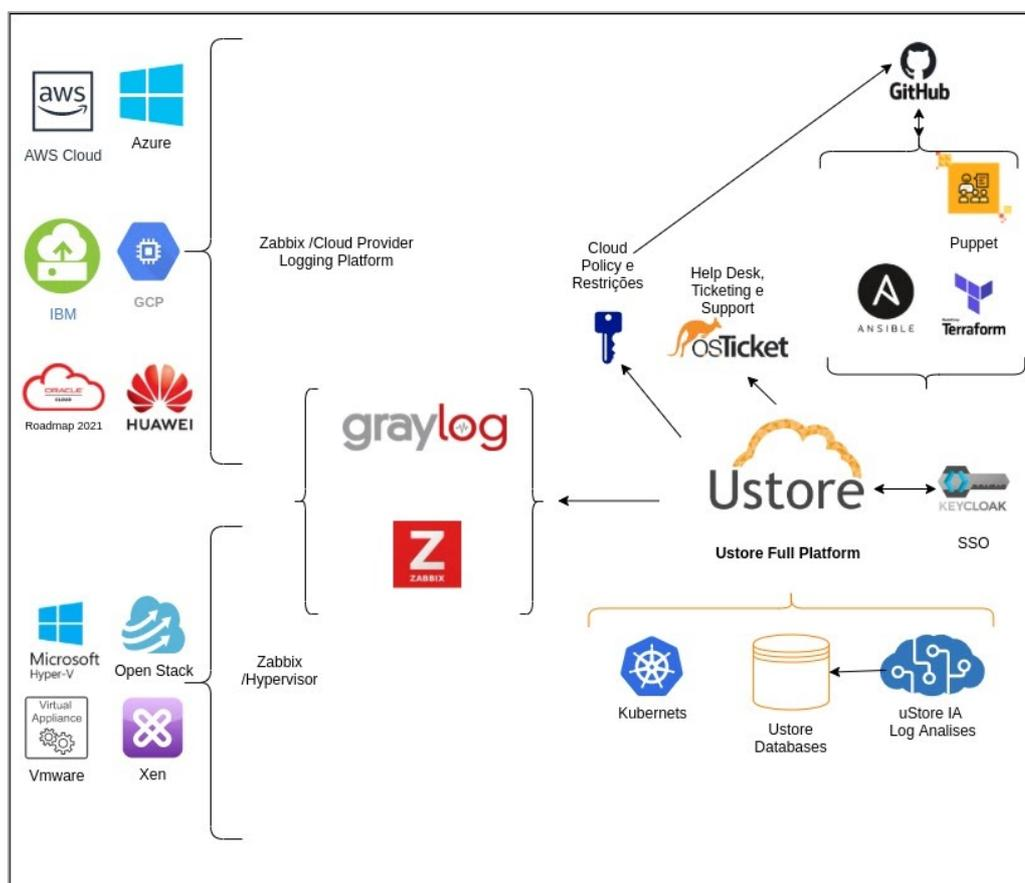 aws
AWS Cloud
Azure
IBM
GCP
ORACLE
CLOUD
Roadmap 2021
HUAWEI
Zabbix /Cloud Provider
Logging Platform
graylog
Z
ZABBIX
Microsoft
Hyper-V
Open Stack
Virtual
Appliance
Vmware
Xen
Zabbix
/Hypervisor
Cloud
Policy e
Restrições
Help Desk,
Ticketing e
Support
osTicket
GitHub
Puppet
A
ANSIBLE
Terraform
Ustore
Ustore Full Platform
KEYCLOAK
SSO
Kubernets
Ustore
Databases
uStore IA
Log Analises